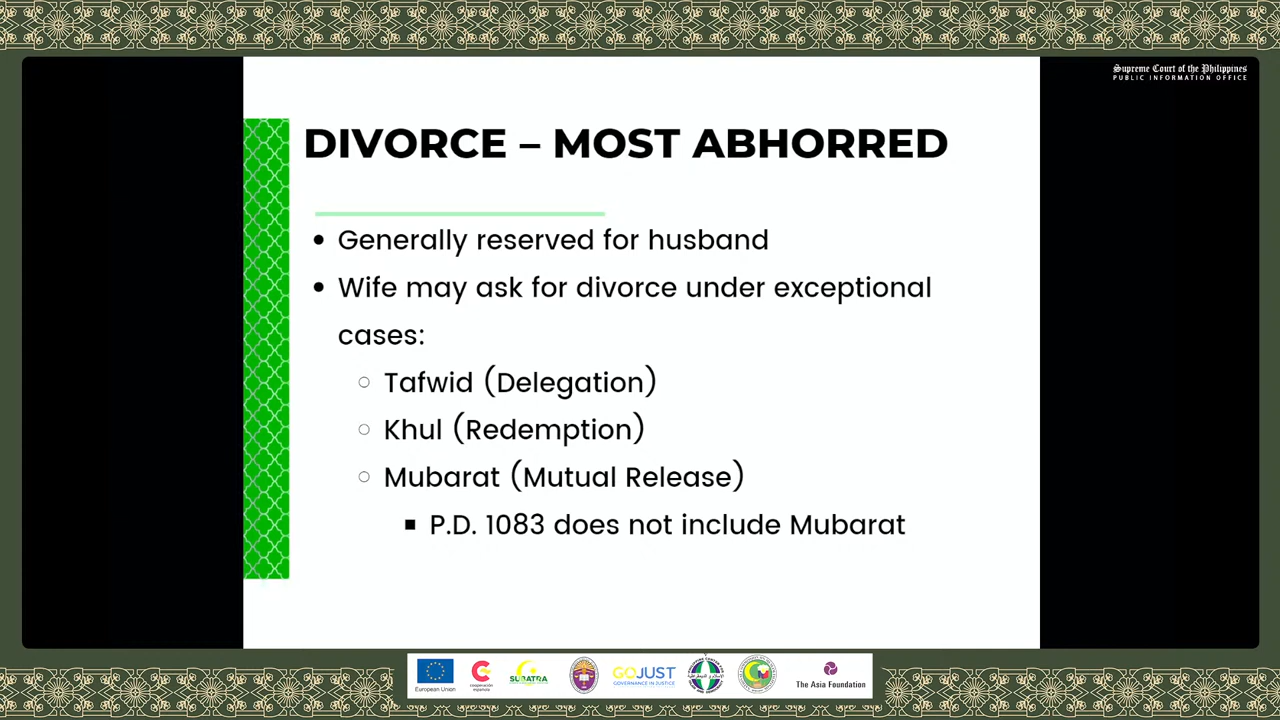 Supreme Court of the Philippines
PUBLIC INFORMATION OFFICE
DIVORCE – MOST ABHORRED
• Generally reserved for husband
• Wife may ask for divorce under exceptional
cases:
○ Tafwid (Delegation)
○ Khul (Redemption)
○ Mubarat (Mutual Release)
▪ P.D. 1083 does not include Mubarat
European Union
cooperación
española
SUBATRA
GOJUST
GOVERNANCE IN JUSTICE
The Asia Foundation